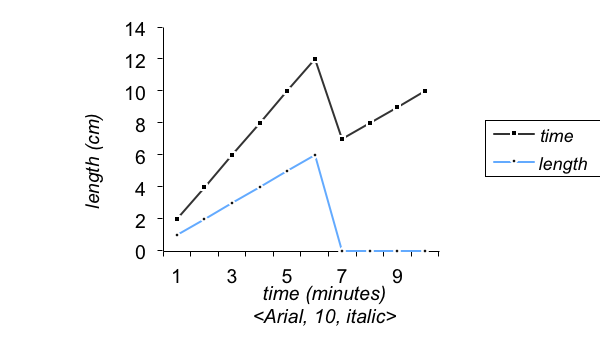 14
12
10
8
6
4
2
0
length (cm)
1 3 5 7 9
time (minutes)
<Arial, 10, italic>
time
length